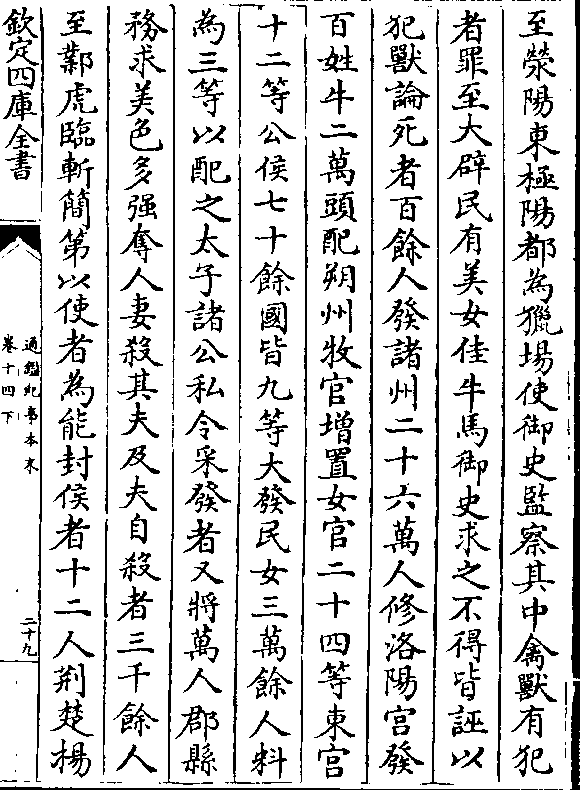 至滎陽東極陽都為獵場使御史監察其中禽獸有犯
者罪至大辟民有美女佳牛馬御史求之不得皆誣以
犯獸論死者百餘人發諸州二十六萬人修洛陽宮發
百姓牛二萬頭配朔州牧官增置女官二十四等東宮
十二等公侯七十餘國皆九等大發民女三萬餘人料
為三等以配之太子諸公私令采發者又將萬人郡縣
務求美色多强奪人妻殺其夫及夫自殺者三千餘人
至鄴虎臨軒簡第以使者為能封侯者十二人荆楚揚
欽定四庫全書
通鑑紀事本末
卷十四下
二十九